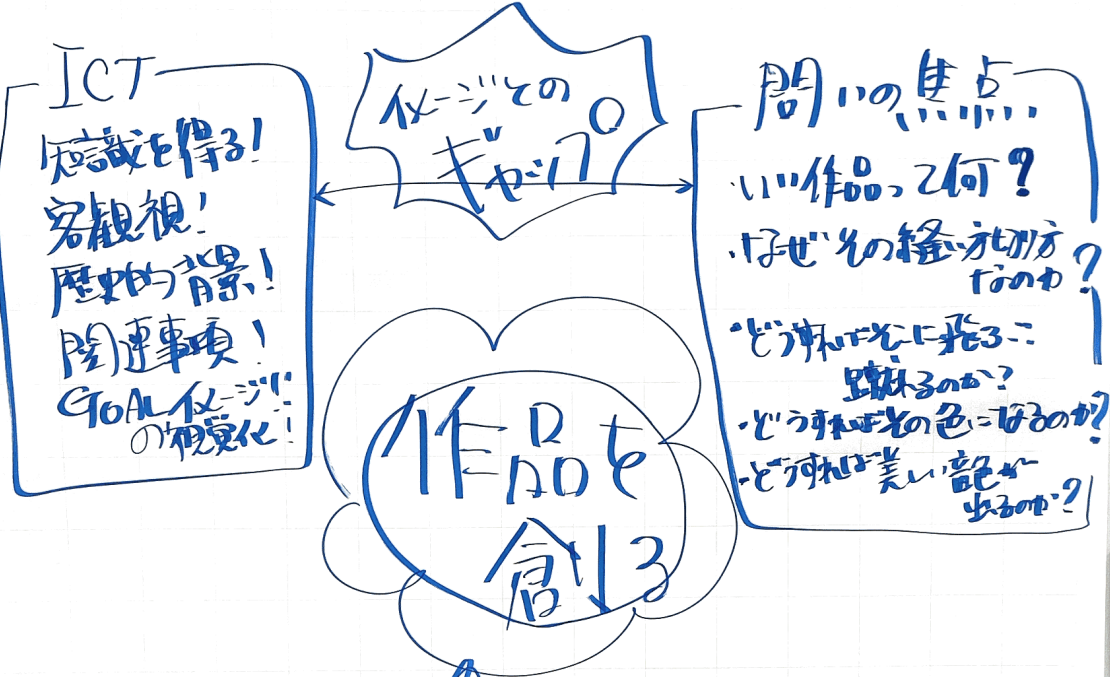 ICT
知識を得る!
客観視!
歴史的背景!
関連事項!
GOALイメージ
の視覚化!
イメージとの
ギャップ
問いの焦点
・いい作品って何?
・なぜその縫い方切り方
なのか?
・どうすればそこに飛ぶ
蹴れるのか?
・どうすればその色になるのか?
・どうすれば美しい音色が
出るのか?
作品を
創る